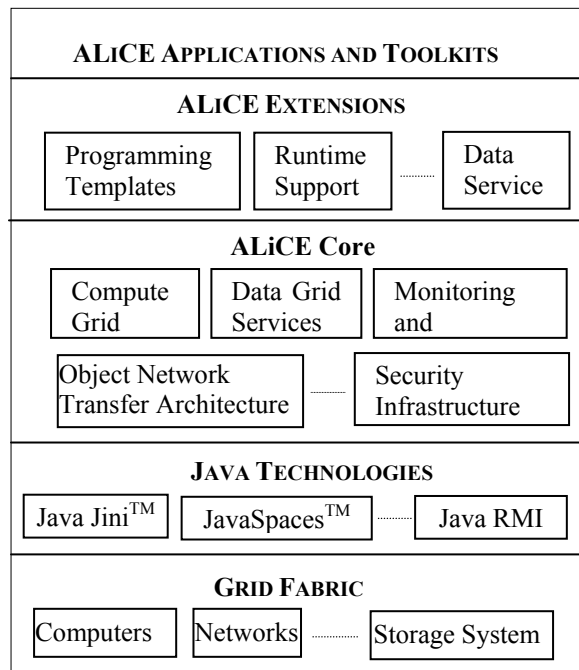 ALiCE APPLICATIONS AND TOOLKITS
ALiCE EXTENSIONS
Programming
Templates
Runtime
Support
Data
Service
ALiCE Core
Compute
Grid
Data Grid
Services
Monitoring
and
Object Network
Transfer Architecture
Security
Infrastructure
JAVA TECHNOLOGIES
Java Jini™
JavaSpaces™
Java RMI
GRID FABRIC
Computers
Networks
Storage System